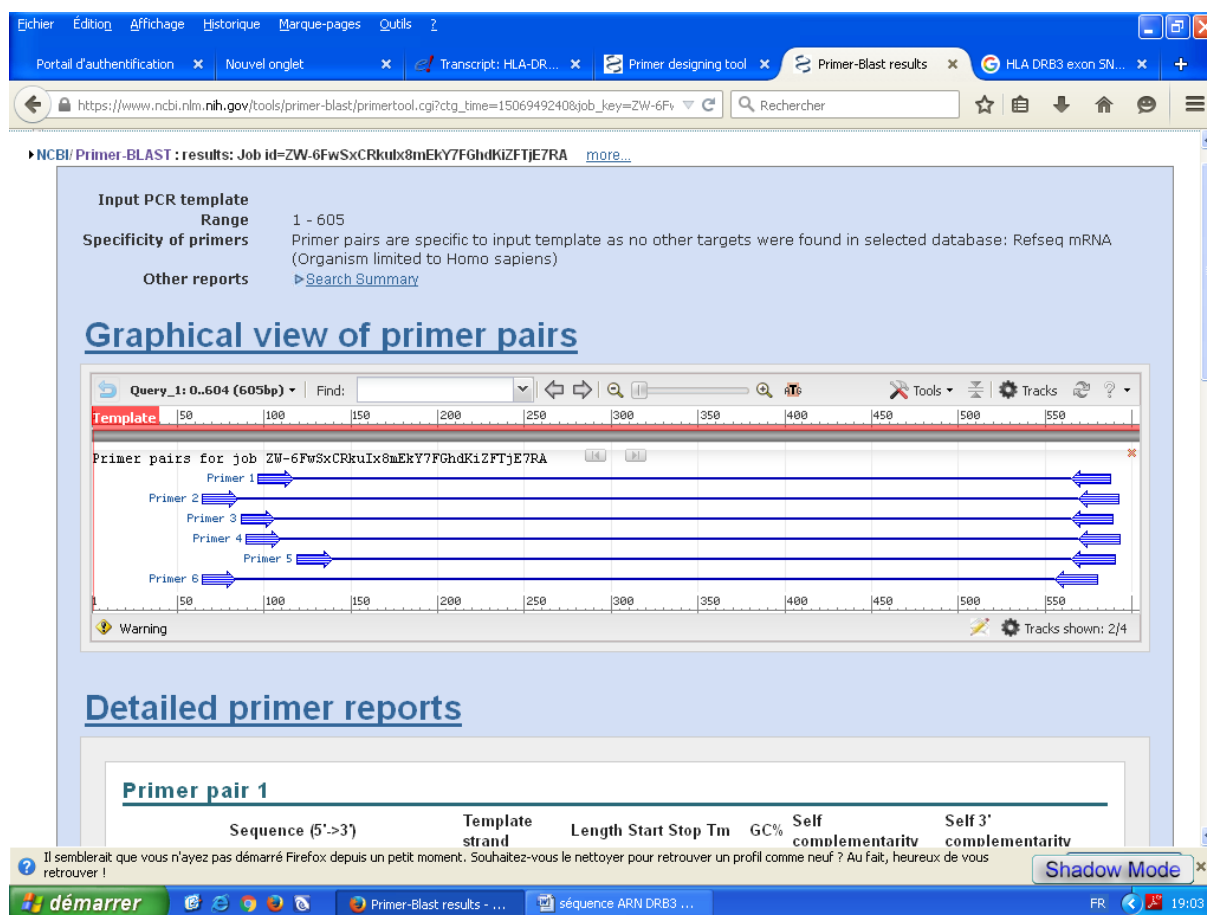 Fichier Édition Affichage Historique Marque-pages Outils ?
Portail d'authentification Nouvel onglet Transcript: HLA-DR... Primer designing tool Primer-Blast results HLA DRB3 exon SN...
https://www.ncbi.nlm.nih.gov/tools/primer-blast/primertool.cgi?ctg_time=1506949240&job_key=ZW-6Fv Rechercher
NCBI/ Primer-BLAST : results: Job id=ZW-6FwSxCRkuIx8mEkY7FGhdKiZFTjE7RA more...
Input PCR template
Range 1 - 605
Specificity of primers Primer pairs are specific to input template as no other targets were found in selected database: Refseq mRNA
(Organism limited to Homo sapiens)
Other reports Search Summary
Graphical view of primer pairs
Query_1: 0..604 (605bp) Find: ATG Tools Tracks ?
Template 50 100 150 200 250 300 350 400 450 500 550
Primer pairs for job ZW-6FwSxCRkuIx8mEkY7FGhdKiZFTjE7RA
Primer 1
Primer 2
Primer 3
Primer 4
Primer 5
Primer 6
1 50 100 150 200 250 300 350 400 450 500 550
Warning Tracks shown: 2/4
Detailed primer reports
Primer pair 1
Sequence (5'->3') Template strand Length Start Stop Tm GC% Self complementarity Self 3' complementarity
Il semblerait que vous n'ayez pas démarré Firefox depuis un petit moment. Souhaitez-vous le nettoyer pour retrouver un profil comme neuf ? Au fait, heureux de vous
retrouver !
Shadow Mode
démarrer Primer-Blast results - ... séquence ARN DRB3 ... FR 19:03